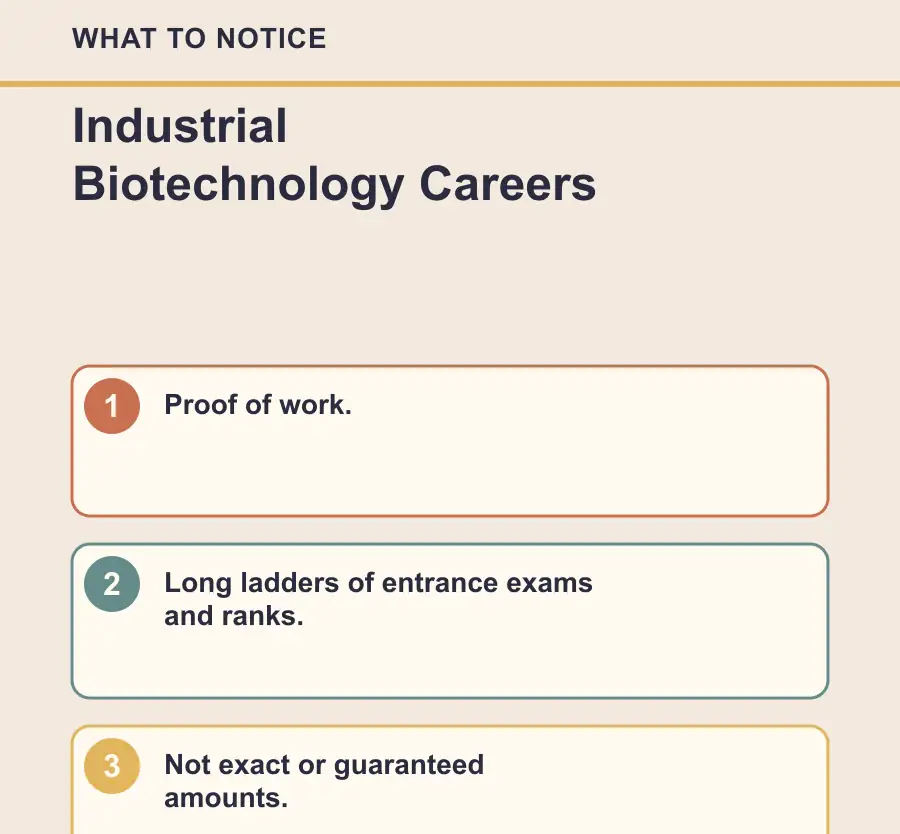 WHAT TO NOTICE
Industrial
Biotechnology Careers
1
Proof of work.
2
Long ladders of entrance exams
and ranks.
3
Not exact or guaranteed
amounts.